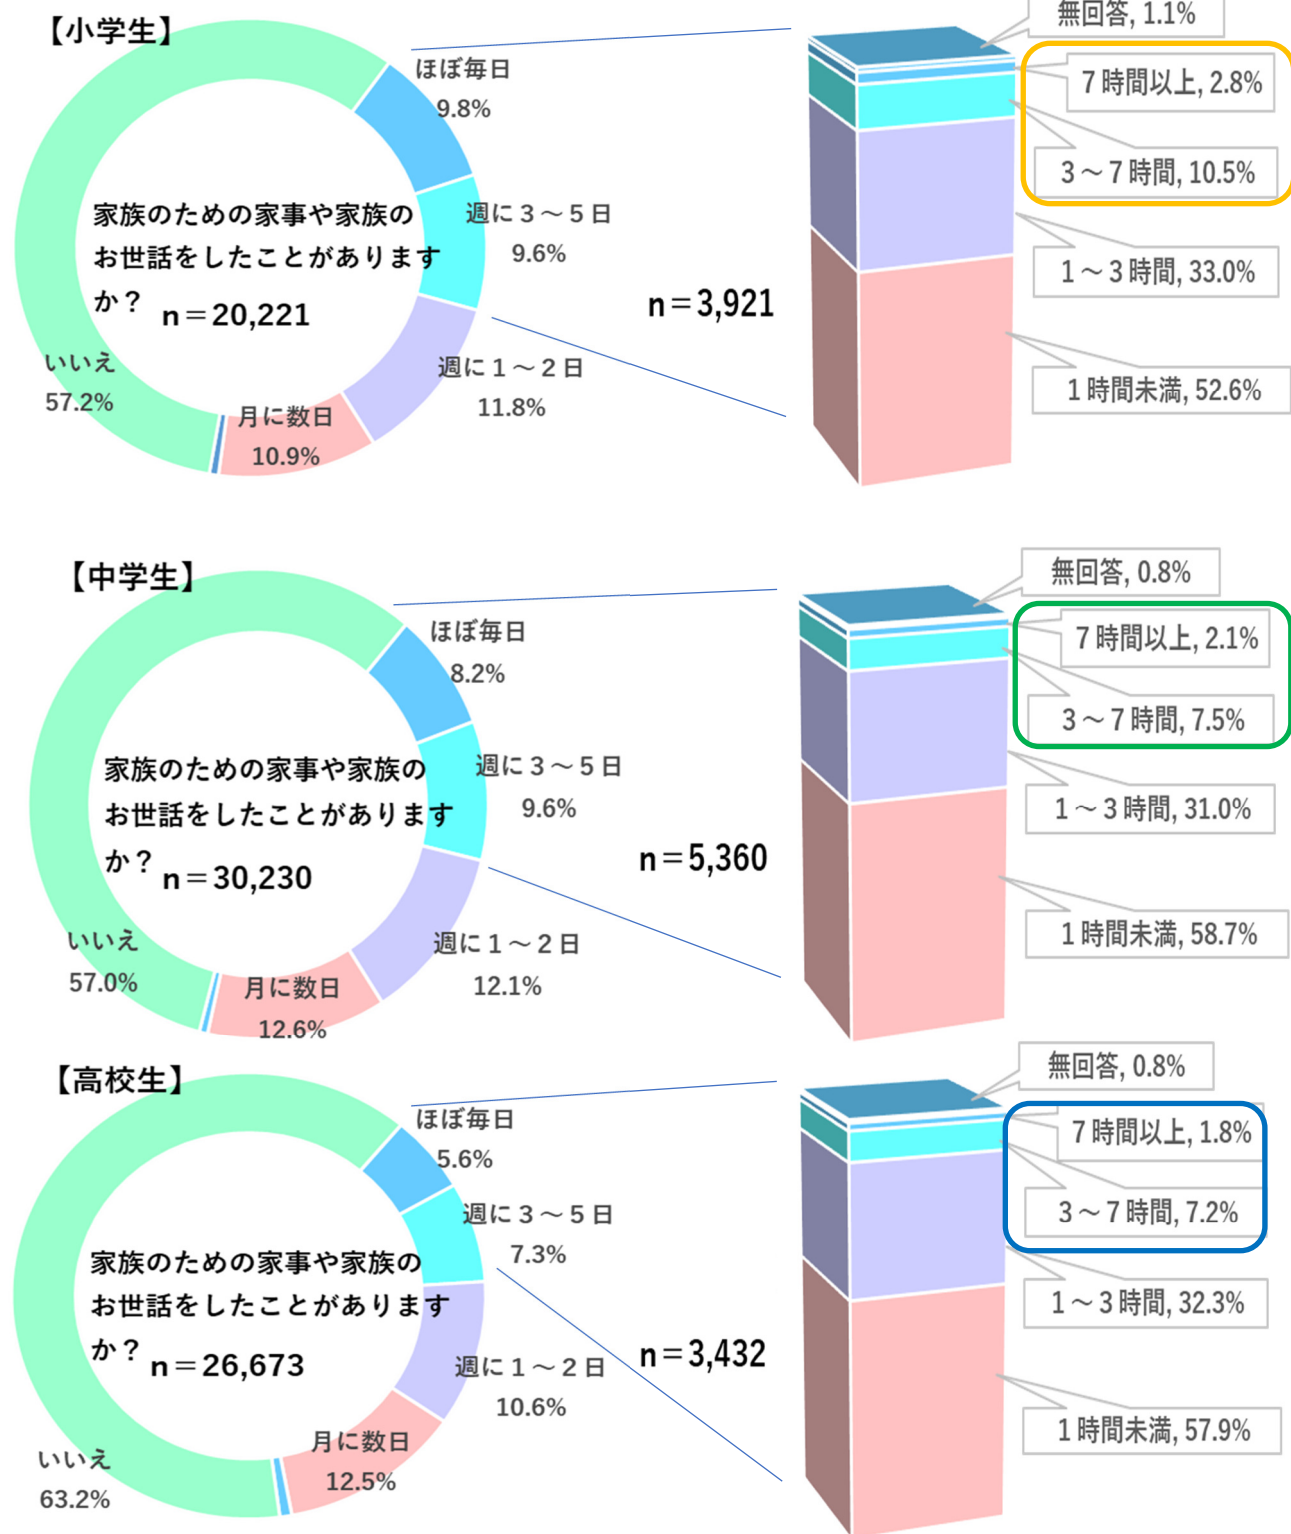 【小学生】
ほぼ毎日
9.8%
週に３～５日
9.6%
週に１～２日
11.8%
月に数日
10.9%
いいえ
57.2%
家族のための家事や家族の
お世話をしたことがあります
か？ n＝20,221
n＝3,921
無回答, 1.1%
７時間以上, 2.8%
３～７時間, 10.5%
１～３時間, 33.0%
１時間未満, 52.6%
【中学生】
ほぼ毎日
8.2%
週に３～５日
9.6%
週に１～２日
12.1%
月に数日
12.6%
いいえ
57.0%
家族のための家事や家族の
お世話をしたことがあります
か？ n＝30,230
n＝5,360
無回答, 0.8%
７時間以上, 2.1%
３～７時間, 7.5%
１～３時間, 31.0%
１時間未満, 58.7%
【高校生】
ほぼ毎日
5.6%
週に３～５日
7.3%
週に１～２日
10.6%
月に数日
12.5%
いいえ
63.2%
家族のための家事や家族の
お世話をしたことがあります
か？ n＝26,673
n＝3,432
無回答, 0.8%
７時間以上, 1.8%
３～７時間, 7.2%
１～３時間, 32.3%
１時間未満, 57.9%